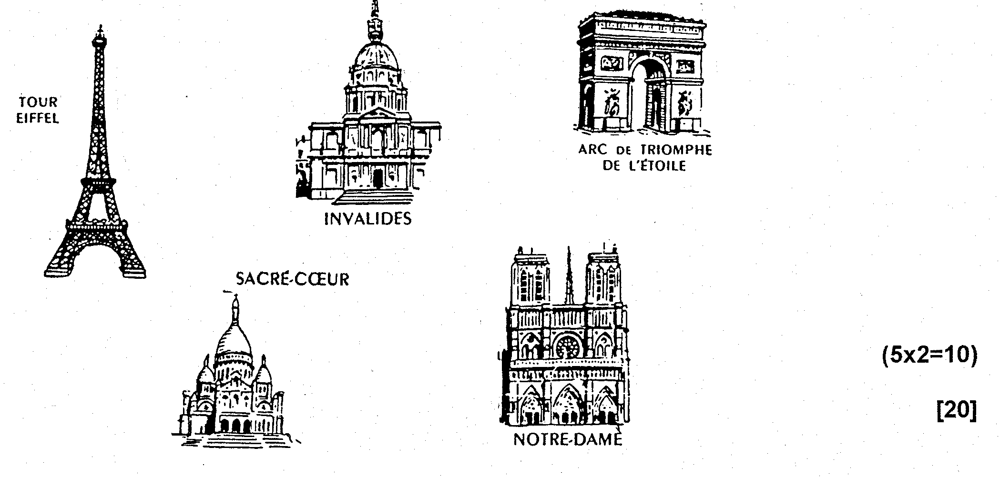 TOUR
EIFFEL
INVALIDES
ARC DE TRIOMPHE
DE L'ÉTOILE
SACRÉ-CŒUR
NOTRE-DAME
(5x2=10)
[20]